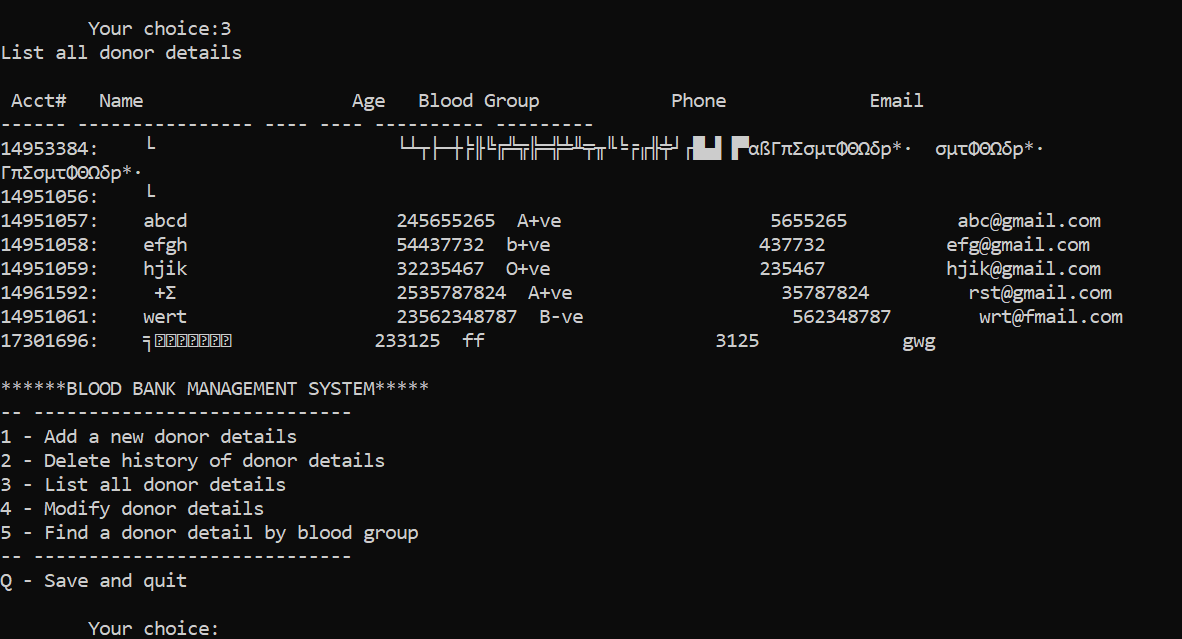 Your choice:3
List all donor details
Acct# Name Age Blood Group Phone Email
------ ---------------- ---- ---- ---------- ---------
14953384: └
ΓπΣσµτΦΘΩδp*·
14951056: └
14951057: abcd 245655265 A+ve 5655265 abc@gmail.com
14951058: efgh 54437732 b+ve 437732 efg@gmail.com
14951059: hjik 32235467 O+ve 235467 hjik@gmail.com
14961592: +Σ 2535787824 A+ve 35787824 rst@gmail.com
14951061: wert 23562348787 B-ve 562348787 wrt@fmail.com
17301696: 233125 ff 3125 gwg
******BLOOD BANK MANAGEMENT SYSTEM*****
-- -----------------------------
1 - Add a new donor details
2 - Delete history of donor details
3 - List all donor details
4 - Modify donor details
5 - Find a donor detail by blood group
-- -----------------------------
Q - Save and quit
Your choice: